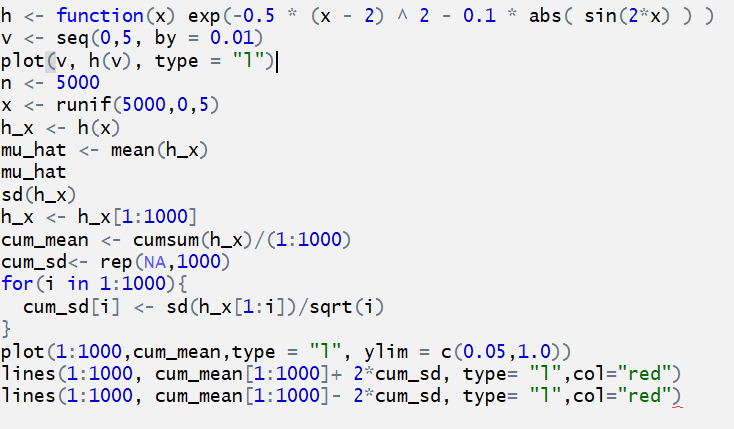 h <- function(x) exp(-0.5 * (x - 2) ^ 2 - 0.1 * abs( sin(2*x) ) )
v <- seq(0,5, by = 0.01)
plot(v, h(v), type = "l")
n <- 5000
x <- runif(5000,0,5)
h_x <- h(x)
mu_hat <- mean(h_x)
mu_hat
sd(h_x)
h_x <- h_x[1:1000]
cum_mean <- cumsum(h_x)/(1:1000)
cum_sd<- rep(NA,1000)
for(i in 1:1000){
  cum_sd[i] <- sd(h_x[1:i])/sqrt(i)
}
plot(1:1000,cum_mean,type = "l", ylim = c(0.05,1.0))
lines(1:1000, cum_mean[1:1000]+ 2*cum_sd, type= "l",col="red")
lines(1:1000, cum_mean[1:1000]- 2*cum_sd, type= "l",col="red")